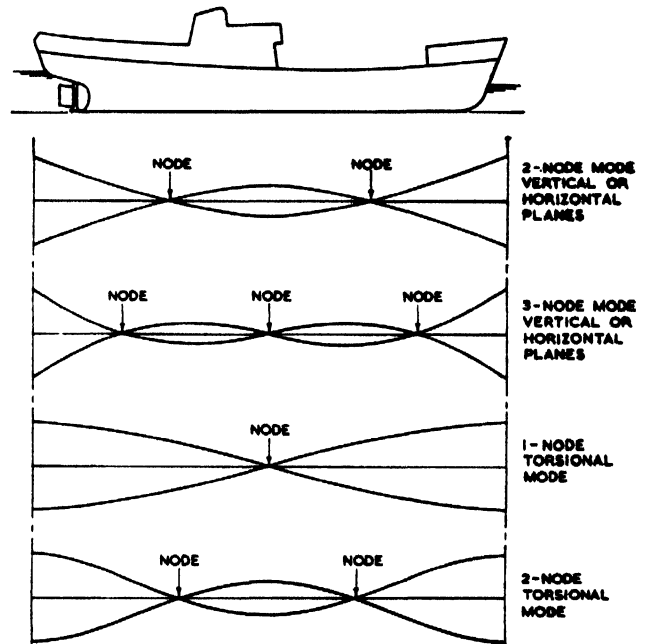 NODE NODE
2-NODE MODE
VERTICAL OR
HORIZONTAL
PLANES
NODE NODE NODE
3-NODE MODE
VERTICAL OR
HORIZONTAL
PLANES
NODE
1-NODE
TORSIONAL
MODE
NODE NODE
2-NODE
TORSIONAL
MODE